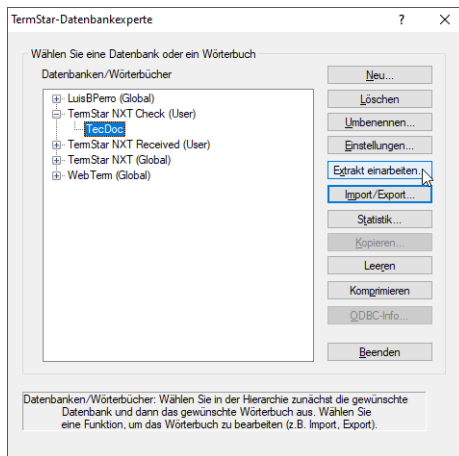 TermStar-Datenbankexperte
Wählen Sie eine Datenbank oder ein Wörterbuch
Datenbanken/Wörterbücher
LuisBPerro (Global)
TermStar NXT Check (User)
TecDoc
TermStar NXT Received (User)
TermStar NXT (Global)
WebTerm (Global)
Neu...
Löschen
Umbenennen...
Einstellungen...
Extrakt einarbeiten...
Import/Export...
Statistik...
Kopieren...
Leeren
Komprimieren
ODBC-Info...
Beenden
Datenbanken/Wörterbücher: Wählen Sie in der Hierarchie zunächst die gewünschte
Datenbank und dann das gewünschte Wörterbuch aus. Wählen Sie
eine Funktion, um das Wörterbuch zu bearbeiten (z.B. Import, Export).